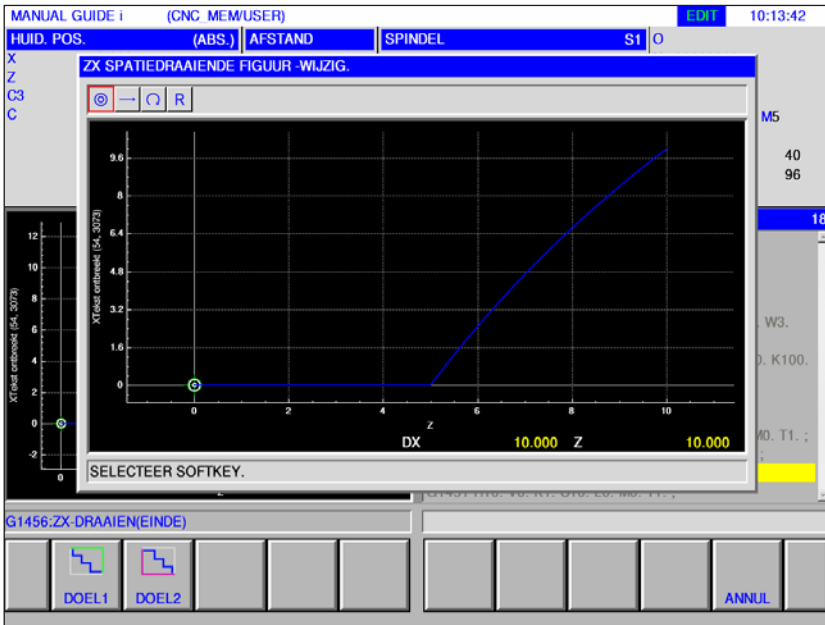 MANUAL GUIDE i (CNC_MEM/USER) EDIT 10:13:42
HUID. POS. (ABS.) AFSTAND SPINDEL S1 O
X
Z
C3
C
M5
40
96
ZX SPATIEDRAAIENDE FIGUUR -WIJZIG.
R
9.6
8
6.4
4.8
3.2
1.6
0
XTekst ontbreekt (54, 3073)
0 2 4 6 8 10
Z
DX 10.000 Z 10.000
SELECTEER SOFTKEY.
12
10
8
6
4
2
0
-2
XTekst ontbreekt (54, 3073)
0
18
. W3.
0. K100.
M0. T1. ;
;
G1456:ZX-DRAAIEN(EINDE)
DOEL1 DOEL2 ANNUL